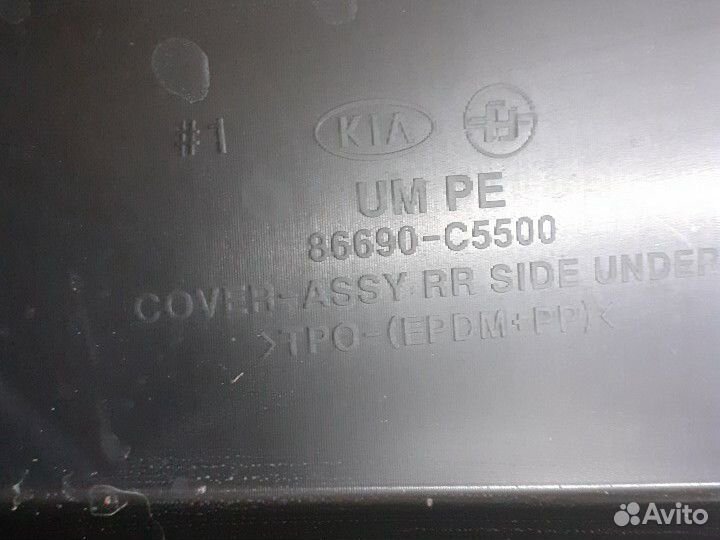 #1 KIA
UM PE
86690-C5500
COVER-ASSY RR SIDE UNDER
>TPO-(EPDM+PP)<
Avito